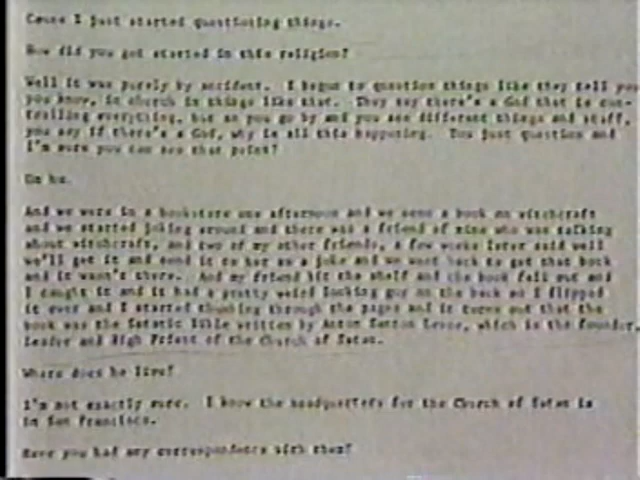 Cause I just started questioning things.
How did you get started in this religion?
Well it was purely by accident. I began to question things like they tell you
you know, in church in things like that. They say there's a God that is con-
trolling everything, but as you go by and you see different things and stuff,
you say if there's a God, why is all this happening. You just question and
I'm sure you can see that point?
Um hu.
And we were in a bookstore one afternoon and we seen a book on witchcraft
and we started joking around and there was a friend of mine who was talking
about witchcraft, and two of my other friends, a few weeks later said well
we'll get it and send it to her as a joke and we went back to get that book
and it wasn't there. And my friend hit the shelf and the book fell out and
I caught it and it had a pretty weird looking guy on the back so I flipped
it over and I started thumbing through the pages and it turns out that the
book was the Satanic Bible written by Anton LaVey, which is the founder,
leader and High Priest of the Church of Satan.
Where does he live?
I'm not exactly sure. I know the headquarters for the Church of Satan is
in San Francisco.
Have you had any correspondence with them?